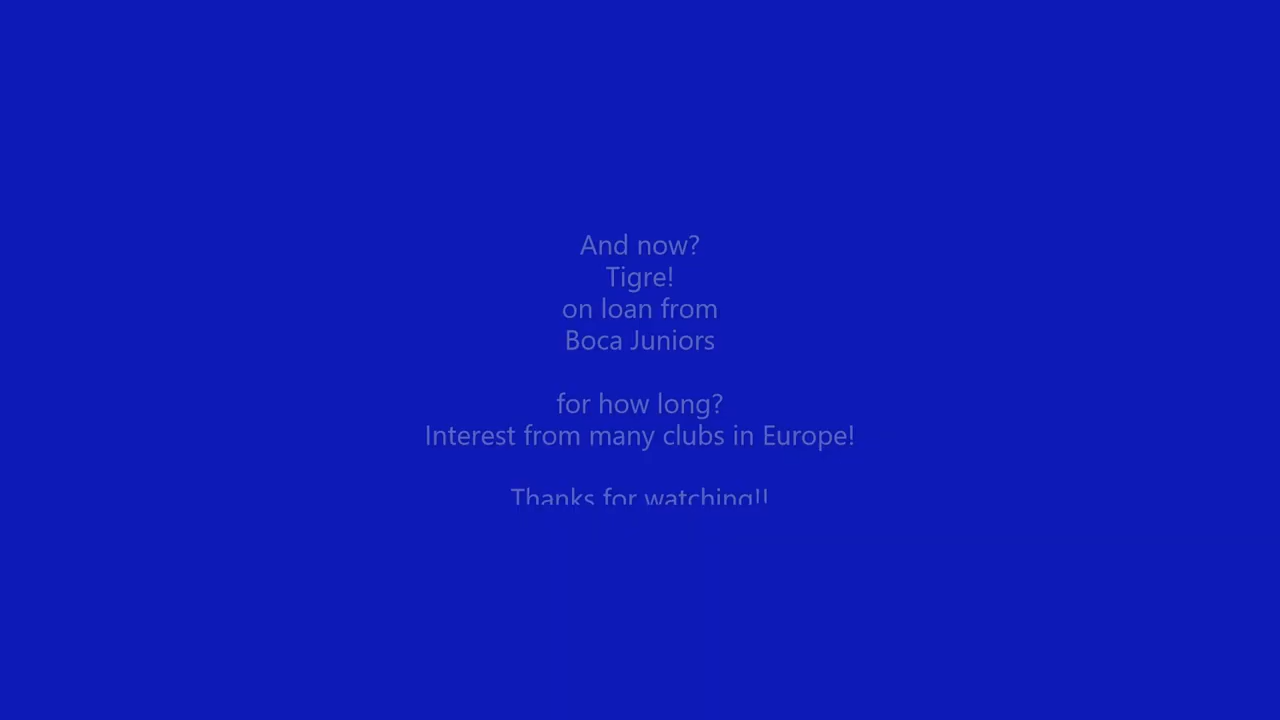 And now?
Tigre!
on loan from
Boca Juniors
for how long?
Interest from many clubs in Europe!
Thanks for watching!!